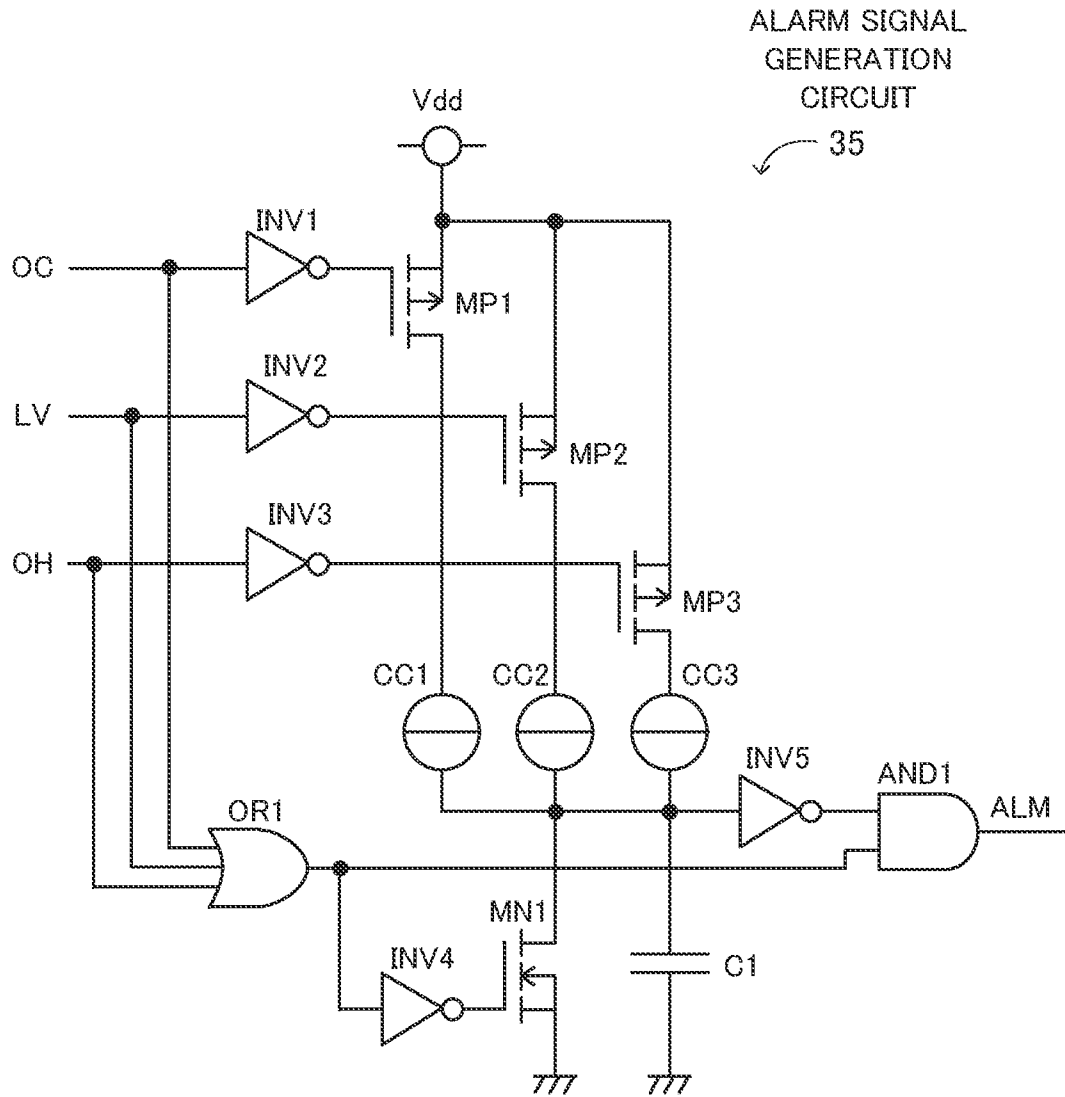 ALARM SIGNAL
GENERATION
CIRCUIT
35
Vdd
INV1
OC
MP1
INV2
LV
MP2
INV3
OH
MP3
CC1
CC2
CC3
INV5
AND1
ALM
OR1
MN1
INV4
C1